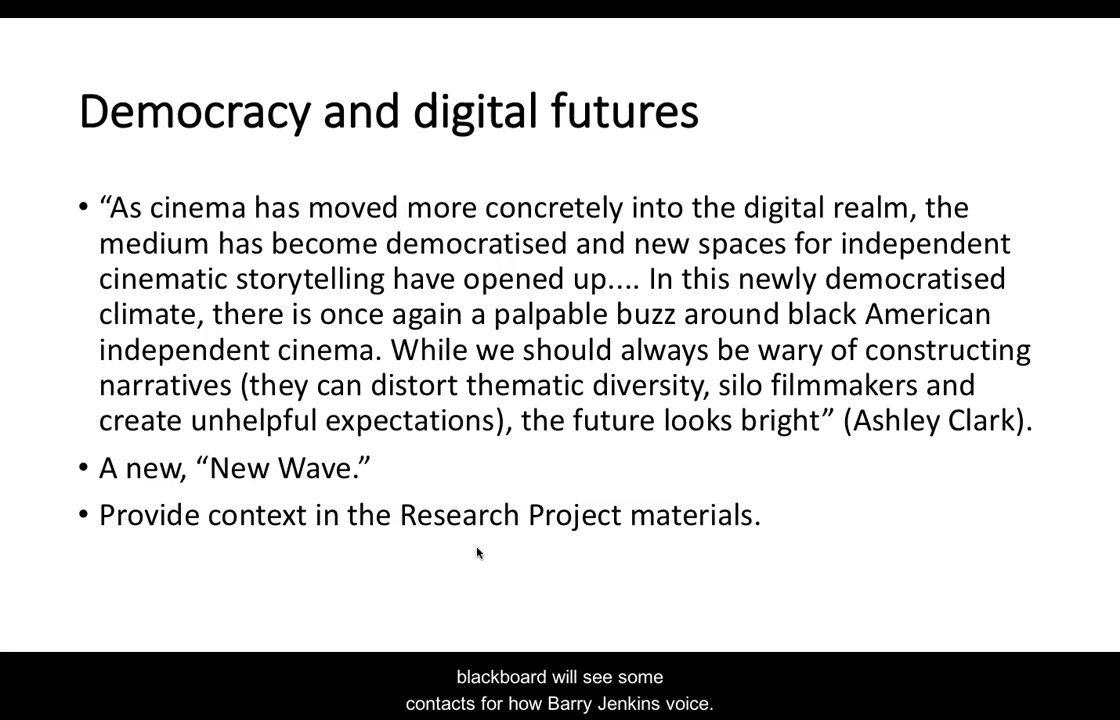 Democracy and digital futures
• “As cinema has moved more concretely into the digital realm, the
medium has become democratised and new spaces for independent
cinematic storytelling have opened up.... In this newly democratised
climate, there is once again a palpable buzz around black American
independent cinema. While we should always be wary of constructing
narratives (they can distort thematic diversity, silo filmmakers and
create unhelpful expectations), the future looks bright” (Ashley Clark).
• A new, “New Wave.”
• Provide context in the Research Project materials.
blackboard will see some
contacts for how Barry Jenkins voice.